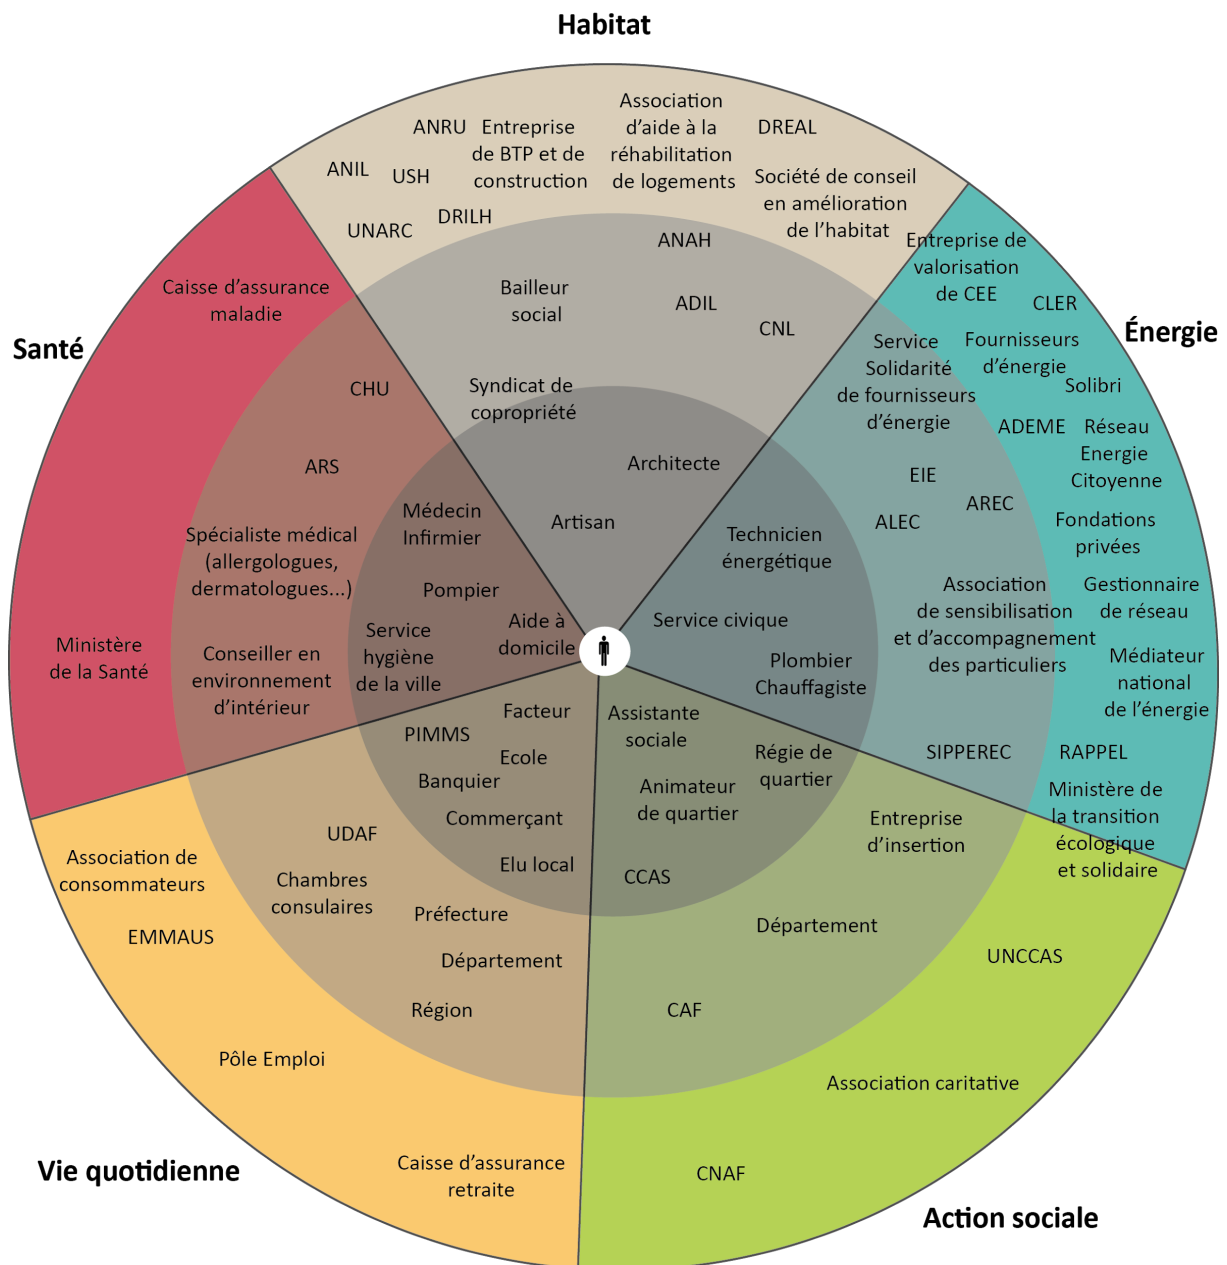 Habitat
ANRU
Entreprise
de BTP et de
construction
Association
d’aide à la
réhabilitation
de logements
DREAL
ANIL
USH
Société de conseil
en amélioration
de l’habitat
UNARC
DRILH
ANAH
Bailleur
social
ADIL
CNL
Syndicat de
copropriété
Architecte
Artisan
Énergie
Entreprise de
valorisation
de CEE
CLER
Service
Solidarité
de fournisseurs
d’énergie
Fournisseurs
d’énergie
Solibri
ADEME
Réseau
Energie
Citoyenne
EIE
AREC
ALEC
Fondations
privées
Technicien
énergétique
Association
de sensibilisation
et d’accompagnement
des particuliers
Gestionnaire
de réseau
Service civique
Plombier
Chauffagiste
Médiateur
national
de l’énergie
SIPPEREC
RAPPEL
Ministère de
la transition
écologique
et solidaire
Action sociale
Assistante
sociale
Régie de
quartier
Animateur
de quartier
Entreprise
d’insertion
CCAS
Département
UNCCAS
CAF
Association caritative
CNAF
Vie quotidienne
Facteur
PIMMS
Ecole
Banquier
Commerçant
UDAF
Elu local
Association de
consommateurs
Chambres
consulaires
Préfecture
EMMAUS
Département
Région
Pôle Emploi
Caisse d’assurance
retraite
Santé
Caisse d’assurance
maladie
CHU
ARS
Médecin
Infirmier
Spécialiste médical
(allergologues,
dermatologues...)
Pompier
Aide à
domicile
Service
hygiène
de la ville
Ministère
de la Santé
Conseiller en
environnement
d’intérieur